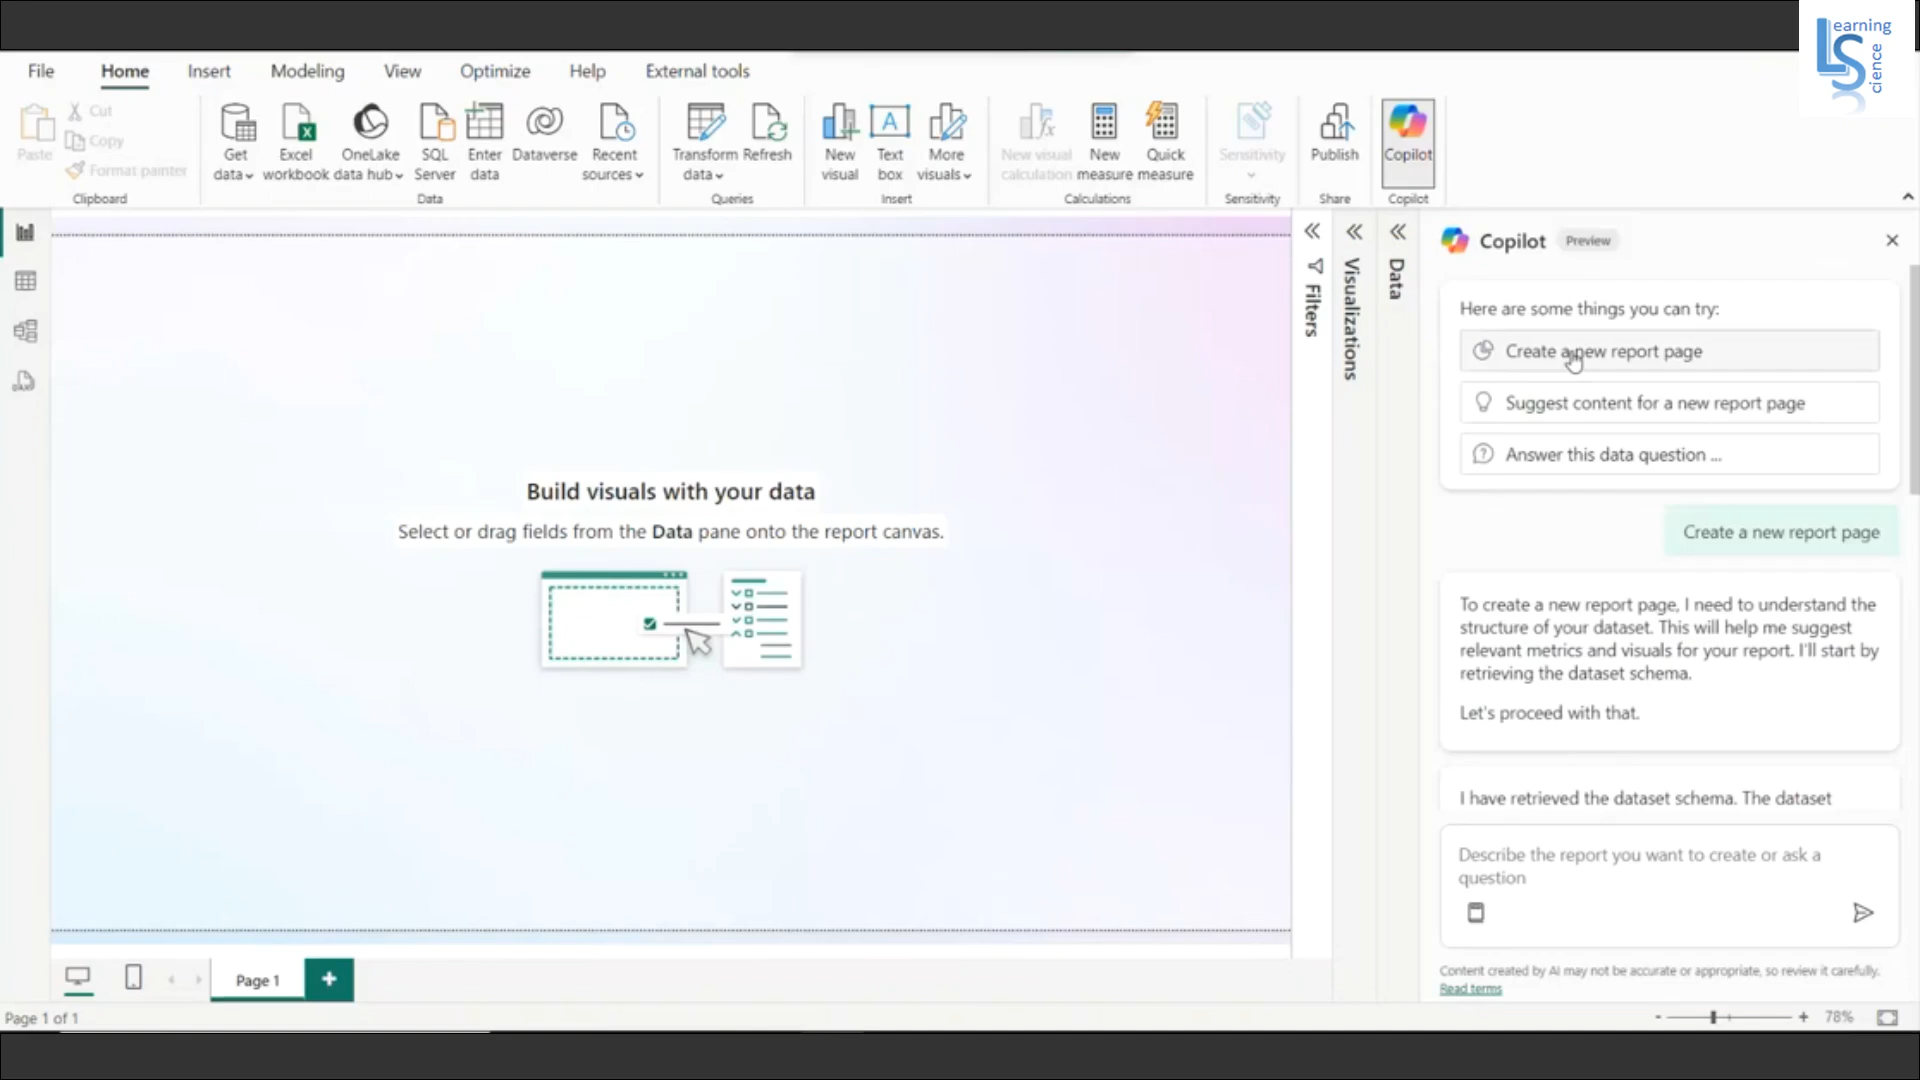 Learning
Science
File Home Insert Modeling View Optimize Help External tools
Paste
Cut
Copy
Format painter
Clipboard
Get data
Excel workbook
OneLake data hub
SQL Server
Enter data
Dataverse
Recent sources
Data
Transform data
Refresh
Queries
New visual
Text box
More visuals
Insert
New visual calculation
New measure
Quick measure
Calculations
Sensitivity
Sensitivity
Publish
Share
Copilot
Copilot
Build visuals with your data
Select or drag fields from the Data pane onto the report canvas.
Filters
Visualizations
Data
Copilot Preview
Here are some things you can try:
Create a new report page
Suggest content for a new report page
Answer this data question ...
Create a new report page
To create a new report page, I need to understand the
structure of your dataset. This will help me suggest
relevant metrics and visuals for your report. I'll start by
retrieving the dataset schema.
Let's proceed with that.
I have retrieved the dataset schema. The dataset
Describe the report you want to create or ask a
question
Content created by AI may not be accurate or appropriate, so review it carefully.
Read terms
Page 1
Page 1 of 1
- + 78%